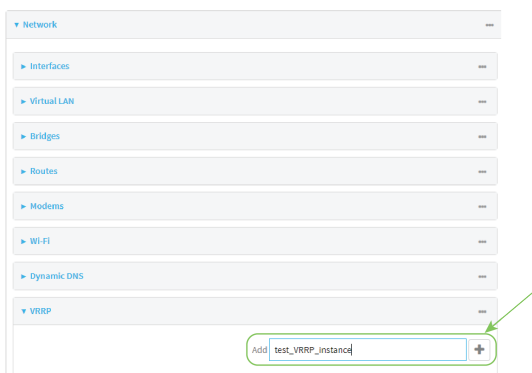 Network
Interfaces
Virtual LAN
Bridges
Routes
Modems
Wi-Fi
Dynamic DNS
VRRP
Add test_VRRP_instance